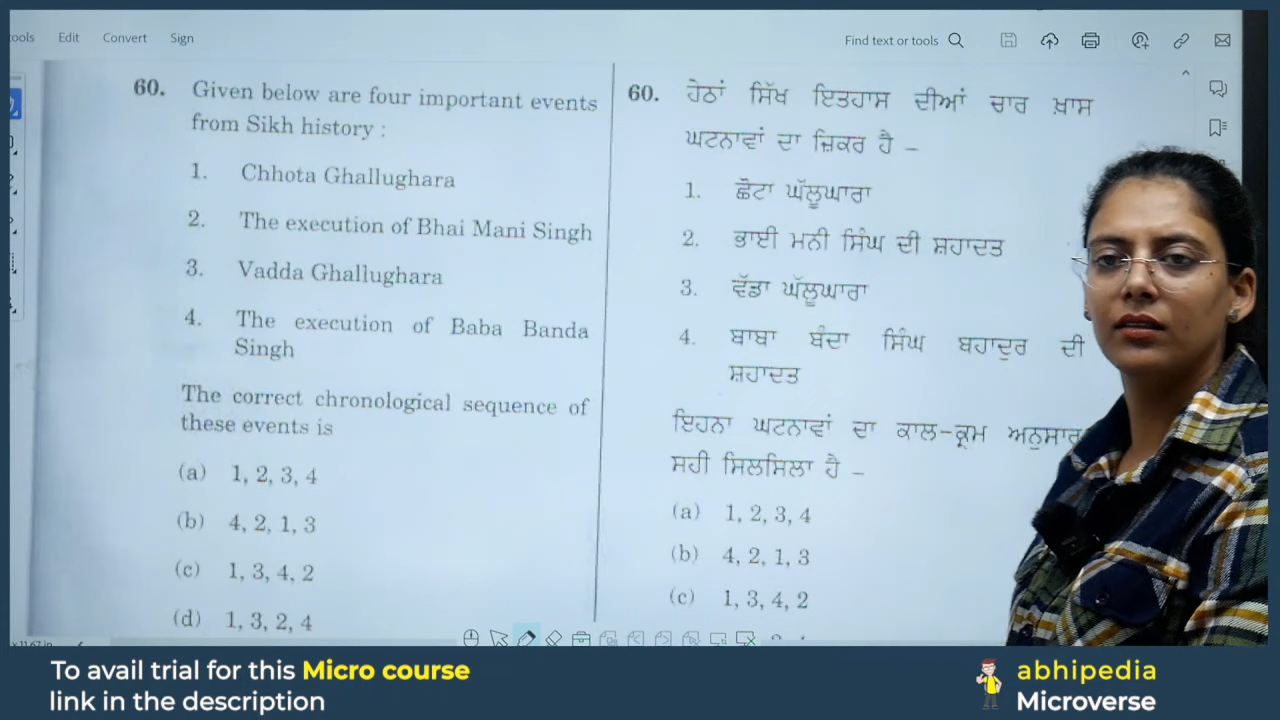 ools Edit Convert Sign
Find text or tools
60. Given below are four important events
from Sikh history :
1. Chhota Ghallughara
2. The execution of Bhai Mani Singh
3. Vadda Ghallughara
4. The execution of Baba Banda
Singh
The correct chronological sequence of
these events is
(a) 1, 2, 3, 4
(b) 4, 2, 1, 3
(c) 1, 3, 4, 2
(d) 1, 3, 2, 4
60. ਹੇਠਾਂ ਸਿੱਖ ਇਤਹਾਸ ਦੀਆਂ ਚਾਰ ਖ਼ਾਸ
ਘਟਨਾਵਾਂ ਦਾ ਜ਼ਿਕਰ ਹੈ –
1. ਛੋਟਾ ਘੱਲੂਘਾਰਾ
2. ਭਾਈ ਮਨੀ ਸਿੰਘ ਦੀ ਸ਼ਹਾਦਤ
3. ਵੱਡਾ ਘੱਲੂਘਾਰਾ
4. ਬਾਬਾ ਬੰਦਾ ਸਿੰਘ ਬਹਾਦੁਰ ਦੀ
ਸ਼ਹਾਦਤ
ਇਹਨਾ ਘਟਨਾਵਾਂ ਦਾ ਕਾਲ-ਕ੍ਰਮ ਅਨੁਸਾਰ
ਸਹੀ ਸਿਲਸਿਲਾ ਹੈ –
(a) 1, 2, 3, 4
(b) 4, 2, 1, 3
(c) 1, 3, 4, 2
To avail trial for this Micro course
link in the description
abhipedia
Microverse